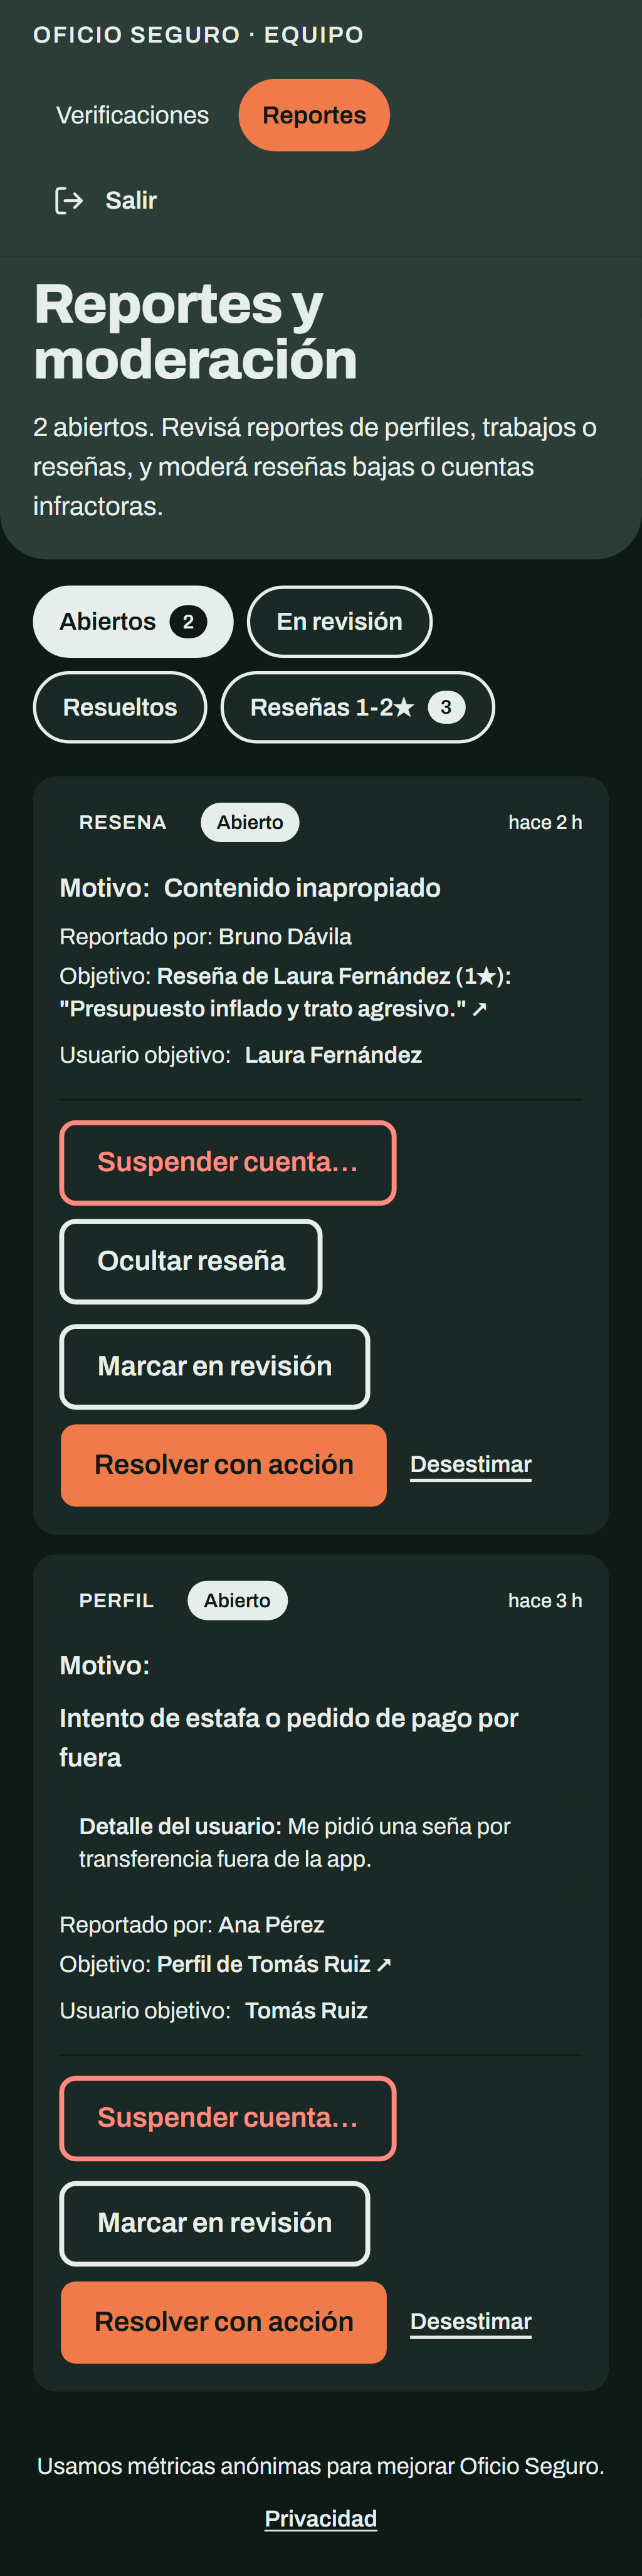 OFICIO SEGURO · EQUIPO
Verificaciones
Reportes
Salir
Reportes y
moderación
2 abiertos. Revisá reportes de perfiles, trabajos o
reseñas, y moderá reseñas bajas o cuentas
infractoras.
Abiertos 2
En revisión
Resueltos
Reseñas 1-2★ 3
RESENA
Abierto
hace 2 h
Motivo: Contenido inapropiado
Reportado por: Bruno Dávila
Objetivo: Reseña de Laura Fernández (1★):
"Presupuesto inflado y trato agresivo." ↗
Usuario objetivo: Laura Fernández
Suspender cuenta…
Ocultar reseña
Marcar en revisión
Resolver con acción
Desestimar
PERFIL
Abierto
hace 3 h
Motivo:
Intento de estafa o pedido de pago por
fuera
Detalle del usuario: Me pidió una seña por
transferencia fuera de la app.
Reportado por: Ana Pérez
Objetivo: Perfil de Tomás Ruiz ↗
Usuario objetivo: Tomás Ruiz
Suspender cuenta…
Marcar en revisión
Resolver con acción
Desestimar
Usamos métricas anónimas para mejorar Oficio Seguro.
Privacidad